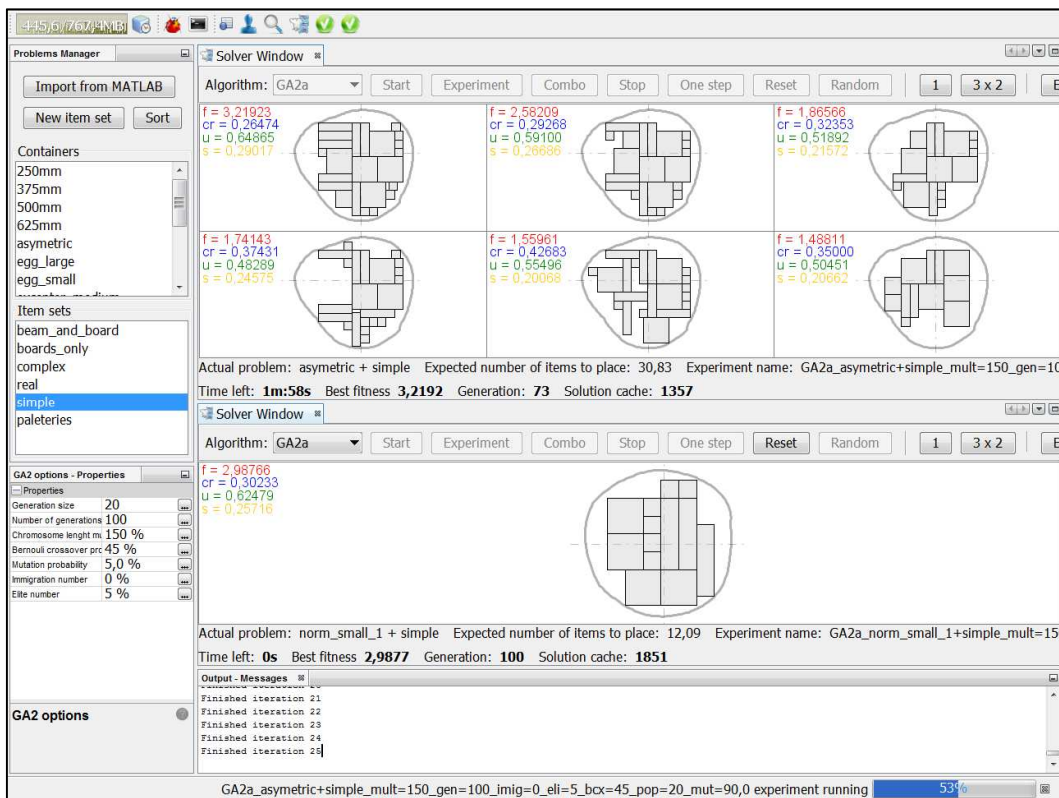 445,6/767,4MB
Problems Manager
Import from MATLAB
New item set Sort
Containers
250mm
375mm
500mm
625mm
asymetric
egg_large
egg_small
Item sets
beam_and_board
boards_only
complex
real
simple
paleteries
GA2 options - Properties
Properties
Generation size 20
Number of generations 100
Chromosome lenght mu 150 %
Bernouli crossover pro 45 %
Mutation probability 5,0 %
Immigration number 0 %
Elite number 5 %
GA2 options
Solver Window
Algorithm: GA2a Start Experiment Combo Stop One step Reset Random 1 3 x 2 E
f = 3,21923
cr = 0,26474
u = 0,64865
s = 0,29017
f = 2,58209
cr = 0,29268
u = 0,59100
s = 0,26686
f = 1,86566
cr = 0,32353
u = 0,51892
s = 0,21572
f = 1,74143
cr = 0,37431
u = 0,48289
s = 0,24575
f = 1,55961
cr = 0,42683
u = 0,55496
s = 0,20068
f = 1,48811
cr = 0,35000
u = 0,50451
s = 0,20662
Actual problem: asymetric + simple Expected number of items to place: 30,83 Experiment name: GA2a_asymetric+simple_mult=150_gen=10
Time left: 1m:58s Best fitness 3,2192 Generation: 73 Solution cache: 1357
Solver Window
Algorithm: GA2a Start Experiment Combo Stop One step Reset Random 1 3 x 2 E
f = 2,98766
cr = 0,30233
u = 0,62479
s = 0,25716
Actual problem: norm_small_1 + simple Expected number of items to place: 12,09 Experiment name: GA2a_norm_small_1+simple_mult=15
Time left: 0s Best fitness 2,9877 Generation: 100 Solution cache: 1851
Output - Messages
Finished iteration 21
Finished iteration 22
Finished iteration 23
Finished iteration 24
Finished iteration 25
GA2a_asymetric+simple_mult=150_gen=100_imig=0_eli=5_bcx=45_pop=20_mut=90,0 experiment running 53%